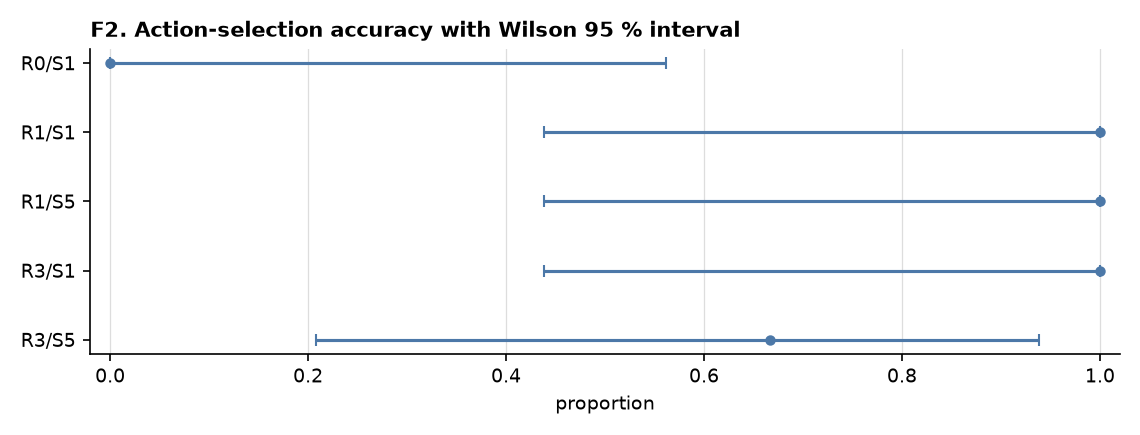 F2. Action-selection accuracy with Wilson 95 % interval
R0/S1
R1/S1
R1/S5
R3/S1
R3/S5
0.0 0.2 0.4 0.6 0.8 1.0
proportion